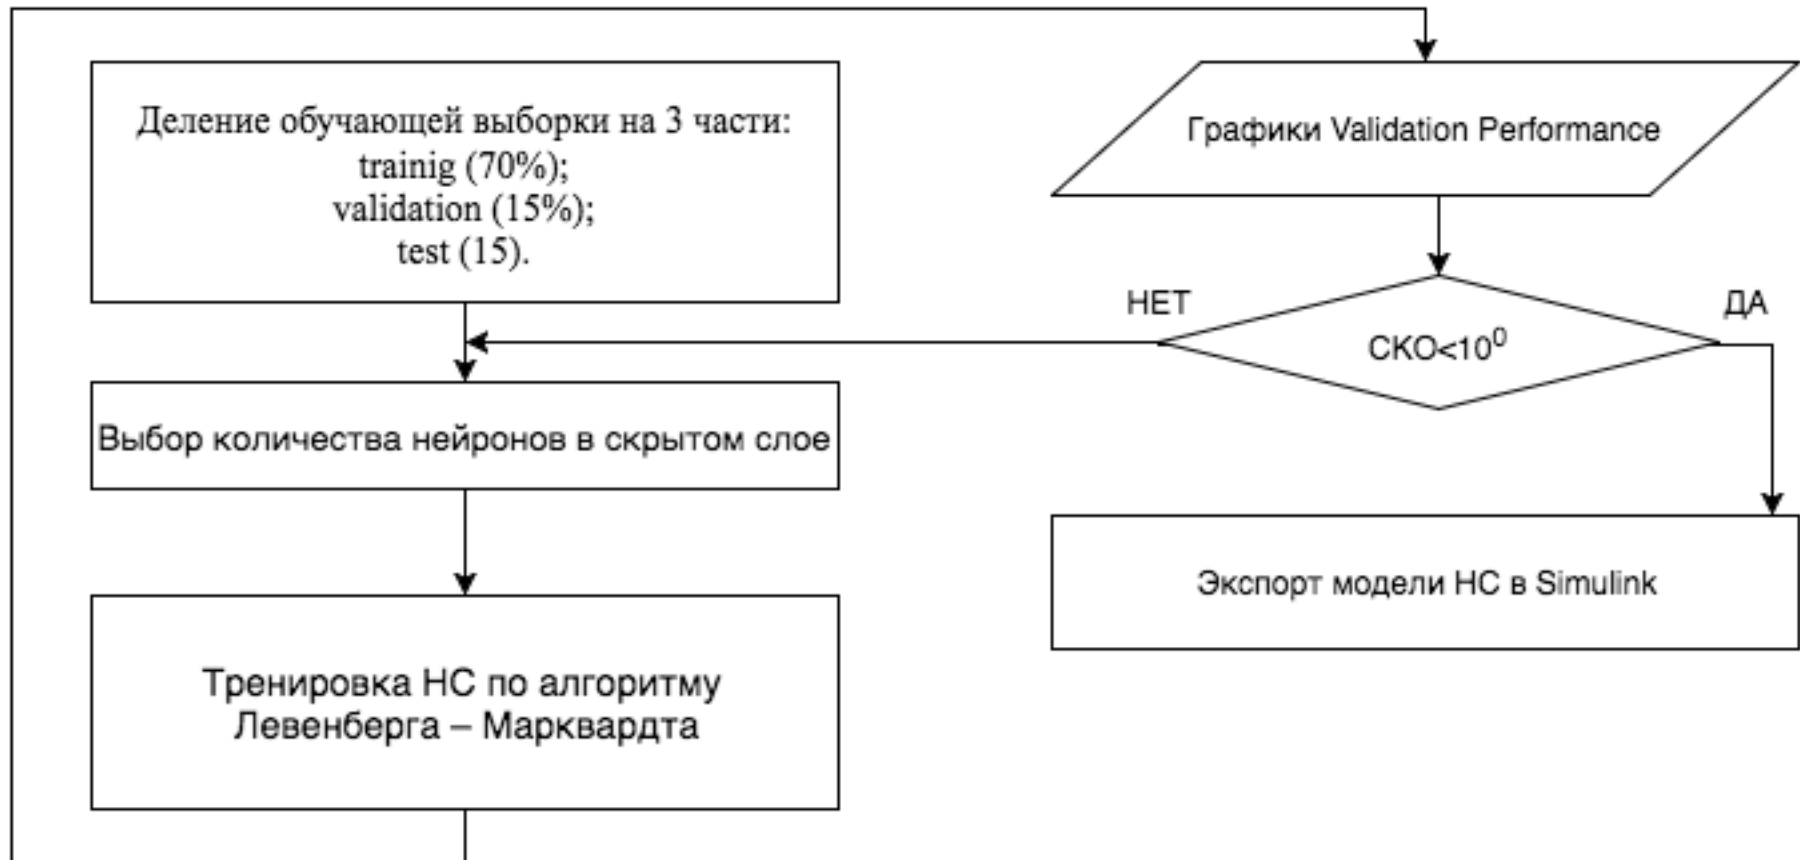 Деление обучающей выборки на 3 части:
trainig (70%);
validation (15%);
test (15).
Выбор количества нейронов в скрытом слое
Тренировка НС по алгоритму
Левенберга – Марквардта
Графики Validation Performance
НЕТ
ДА
СКО<10⁰
Экспорт модели НС в Simulink